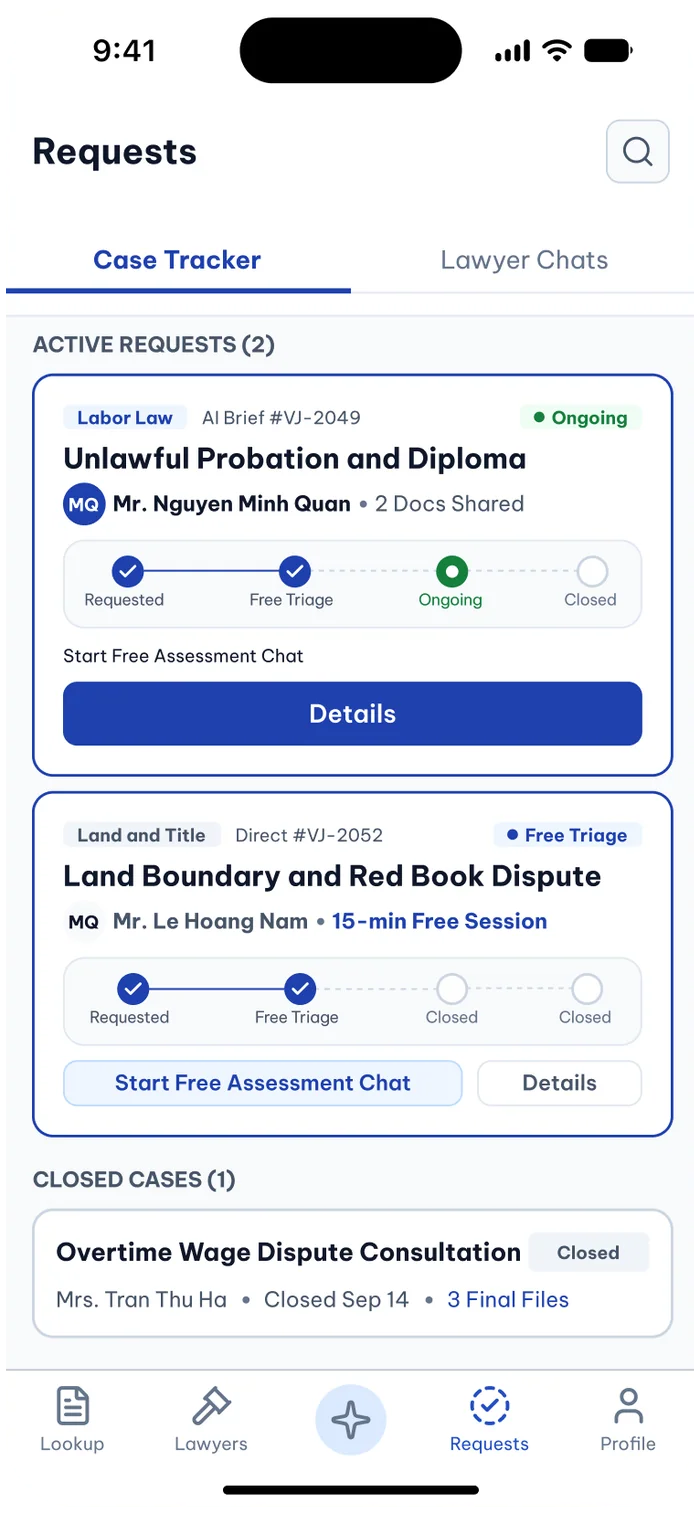 9:41
Requests
Case Tracker Lawyer Chats
ACTIVE REQUESTS (2)
Labor Law AI Brief #VJ-2049 Ongoing
Unlawful Probation and Diploma
MQ Mr. Nguyen Minh Quan • 2 Docs Shared
Requested Free Triage Ongoing Closed
Start Free Assessment Chat
Details
Land and Title Direct #VJ-2052 Free Triage
Land Boundary and Red Book Dispute
MQ Mr. Le Hoang Nam • 15-min Free Session
Requested Free Triage Closed Closed
Start Free Assessment Chat Details
CLOSED CASES (1)
Overtime Wage Dispute Consultation Closed
Mrs. Tran Thu Ha • Closed Sep 14 • 3 Final Files
Lookup Lawyers Requests Profile